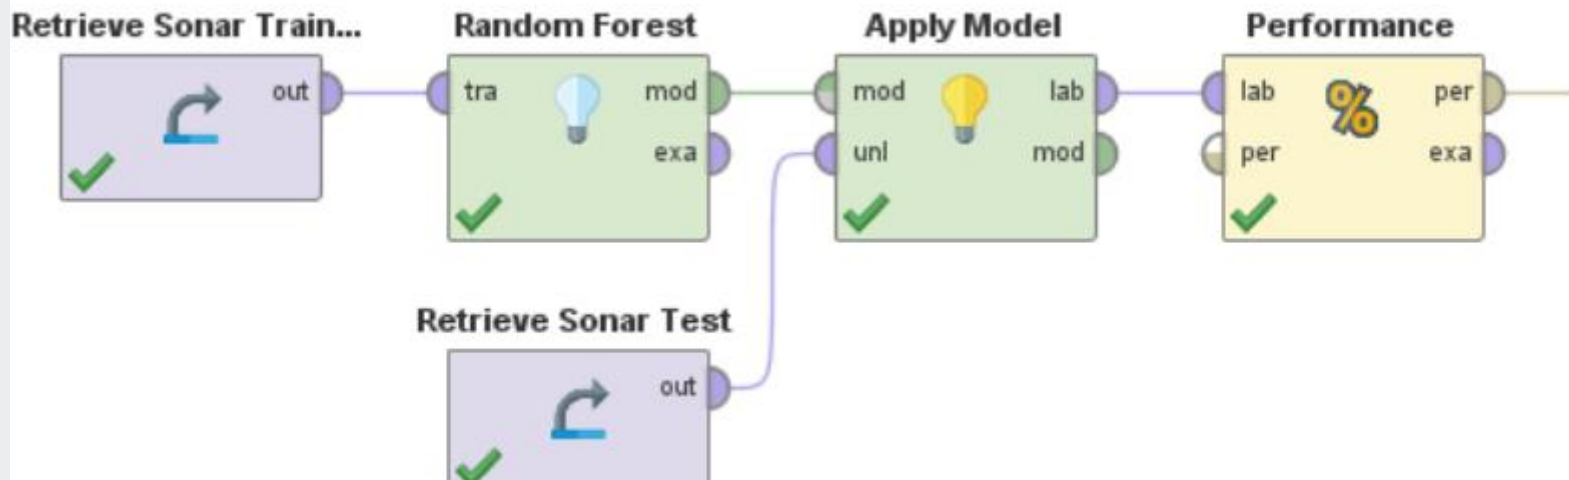 Retrieve Sonar Train...
out
Random Forest
tra
mod
exa
Apply Model
mod
lab
unl
mod
Performance
%
lab
per
per
exa
Retrieve Sonar Test
out